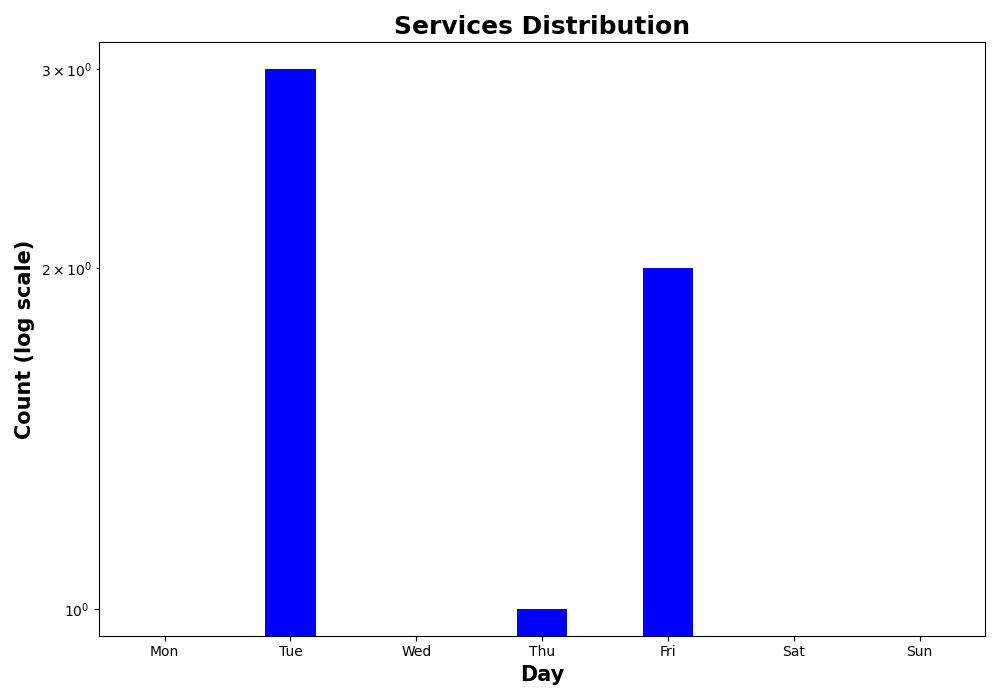 Services Distribution
Count (log scale)
3 × 10⁰
2 × 10⁰
10⁰
Mon Tue Wed Thu Fri Sat Sun
Day